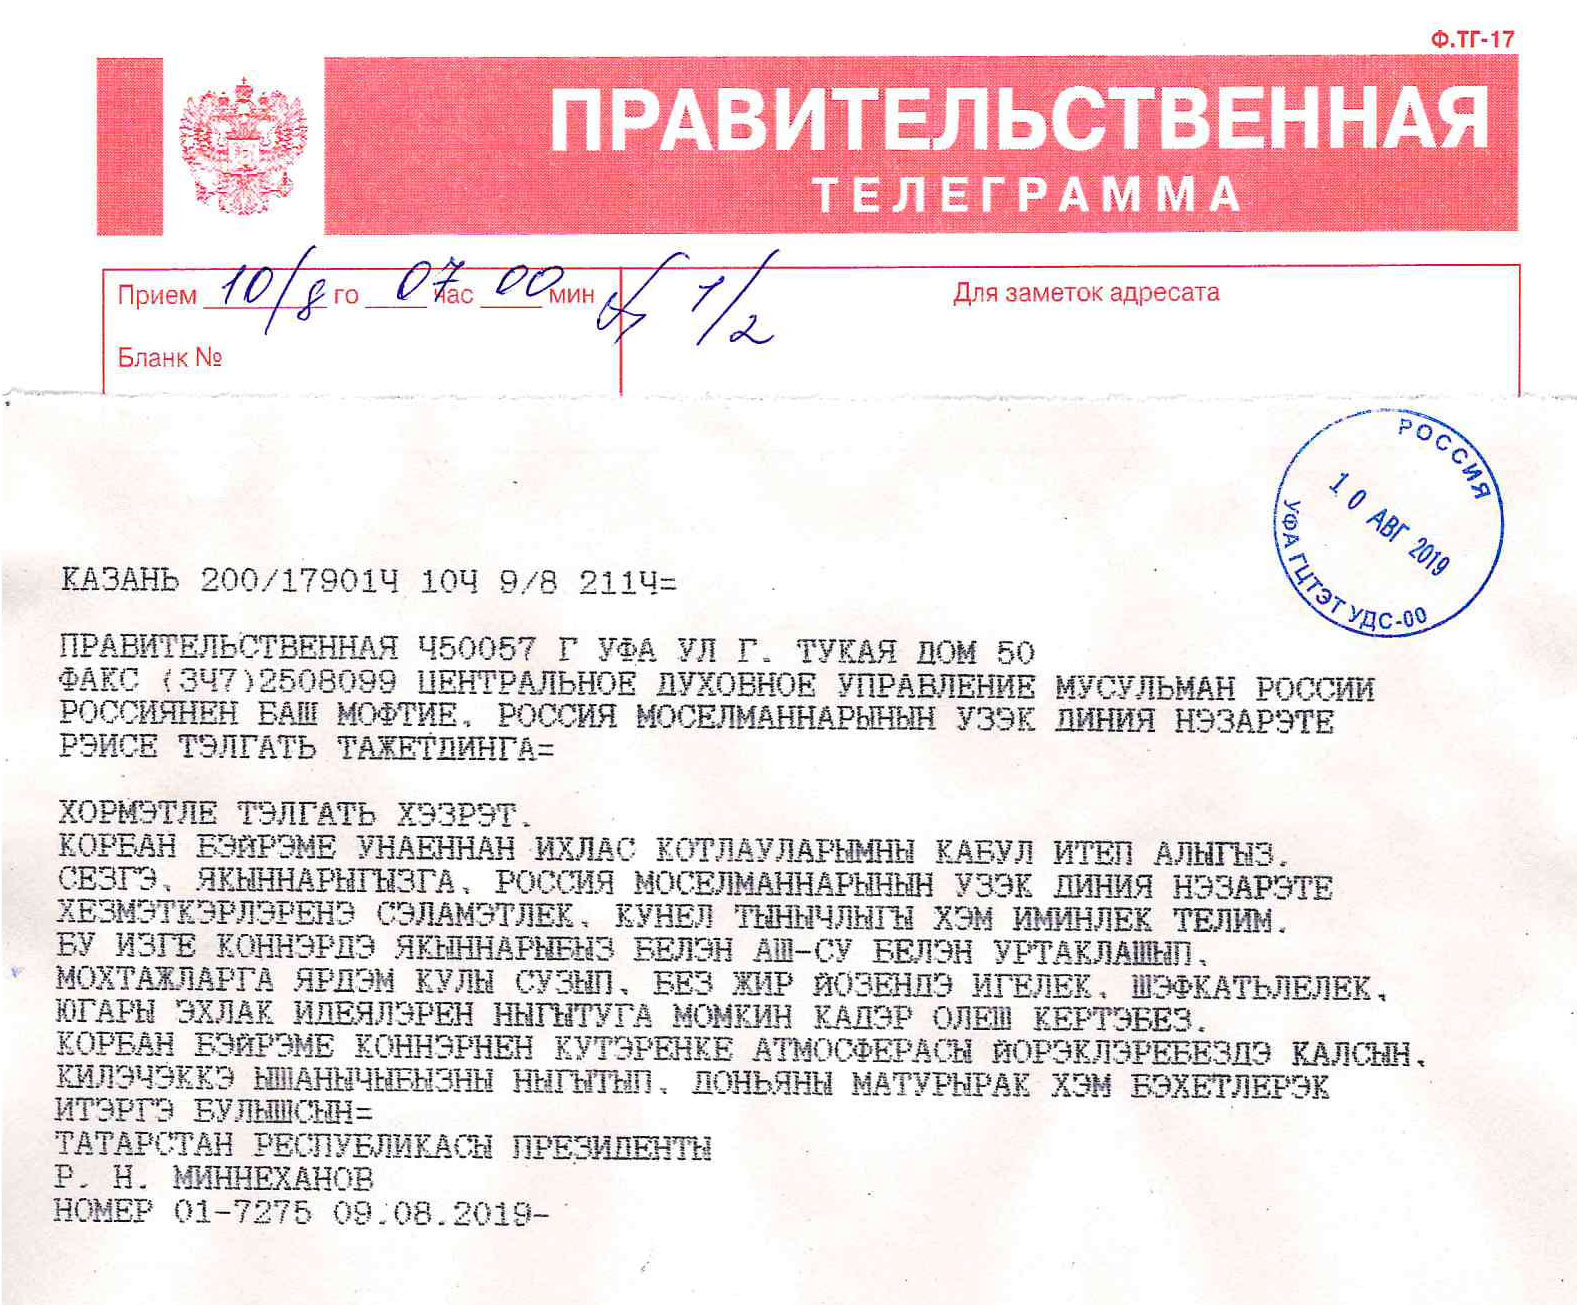 Ф.ТГ-17
ПРАВИТЕЛЬСТВЕННАЯ
ТЕЛЕГРАММА
Прием 10/8 го 07 час 00 мин
1/2
Для заметок адресата
Бланк №
РОССИЯ
10 АВГ 2019
УФА ГЦТЭТ УДС-00
КАЗАНЬ 200/17901Ч 10Ч 9/8 211Ч=
ПРАВИТЕЛЬСТВЕННАЯ Ч50057 Г УФА УЛ Г. ТУКАЯ ДОМ 50
ФАКС (3Ч7)2508099 ЦЕНТРАЛЬНОЕ ДУХОВНОЕ УПРАВЛЕНИЕ МУСУЛЬМАН РОССИИ
РОССИЯНЕН БАШ МОФТИЕ, РОССИЯ МОСЕЛМАННАРЫНЫН УЗЭК ДИНИЯ НЭЗАРЭТЕ
РЭИСЕ ТЭЛГАТЬ ТАЖЕТДИНГА=
ХОРМЭТЛЕ ТЭЛГАТЬ ХЭЗРЭТ.
КОРБАН БЭЙРЭМЕ УНАЕННАН ИХЛАС КОТЛАУЛАРЫМНЫ КАБУЛ ИТЕП АЛЫГЫЗ.
СЕЗГЭ, ЯКЫННАРЫГЫЗГА, РОССИЯ МОСЕЛМАННАРЫНЫН УЗЭК ДИНИЯ НЭЗАРЭТЕ
ХЕЗМЭТКЭРЛЭРЕНЭ СЭЛАМЭТЛЕК, КУНЕЛ ТЫНЫЧЛЫГЫ ХЭМ ИМИНЛЕК ТЕЛИМ.
БУ ИЗГЕ КОННЭРДЭ ЯКЫННАРЫБЫЗ БЕЛЭН АШ-СУ БЕЛЭН УРТАКЛАШЫП,
МОХТАЖЛАРГА ЯРДЭМ КУЛЫ СУЗЫП, БЕЗ ЖИР ЙОЗЕНДЭ ИГЕЛЕК, ШЭФКАТЬЛЕЛЕК,
ЮГАРЫ ЭХЛАК ИДЕЯЛЭРЕН НЫГЫТУГА МОМКИН КАДЭР ОЛЕШ КЕРТЭБЕЗ.
КОРБАН БЭЙРЭМЕ КОННЭРНЕН КУТЭРЕНКЕ АТМОСФЕРАСЫ ЙОРЭКЛЭРЕБЕЗДЭ КАЛСЫН,
КИЛЭЧЭККЭ ЫШАНЫЧЫБЫЗНЫ НЫГЫТЫП, ДОНЬЯНЫ МАТУРЫРАК ХЭМ БЭХЕТЛЕРЭК
ИТЭРГЭ БУЛЫШСЫН=
ТАТАРСТАН РЕСПУБЛИКАСЫ ПРЕЗИДЕНТЫ
Р. Н. МИННЕХАНОВ
НОМЕР 01-7275 09.08.2019-